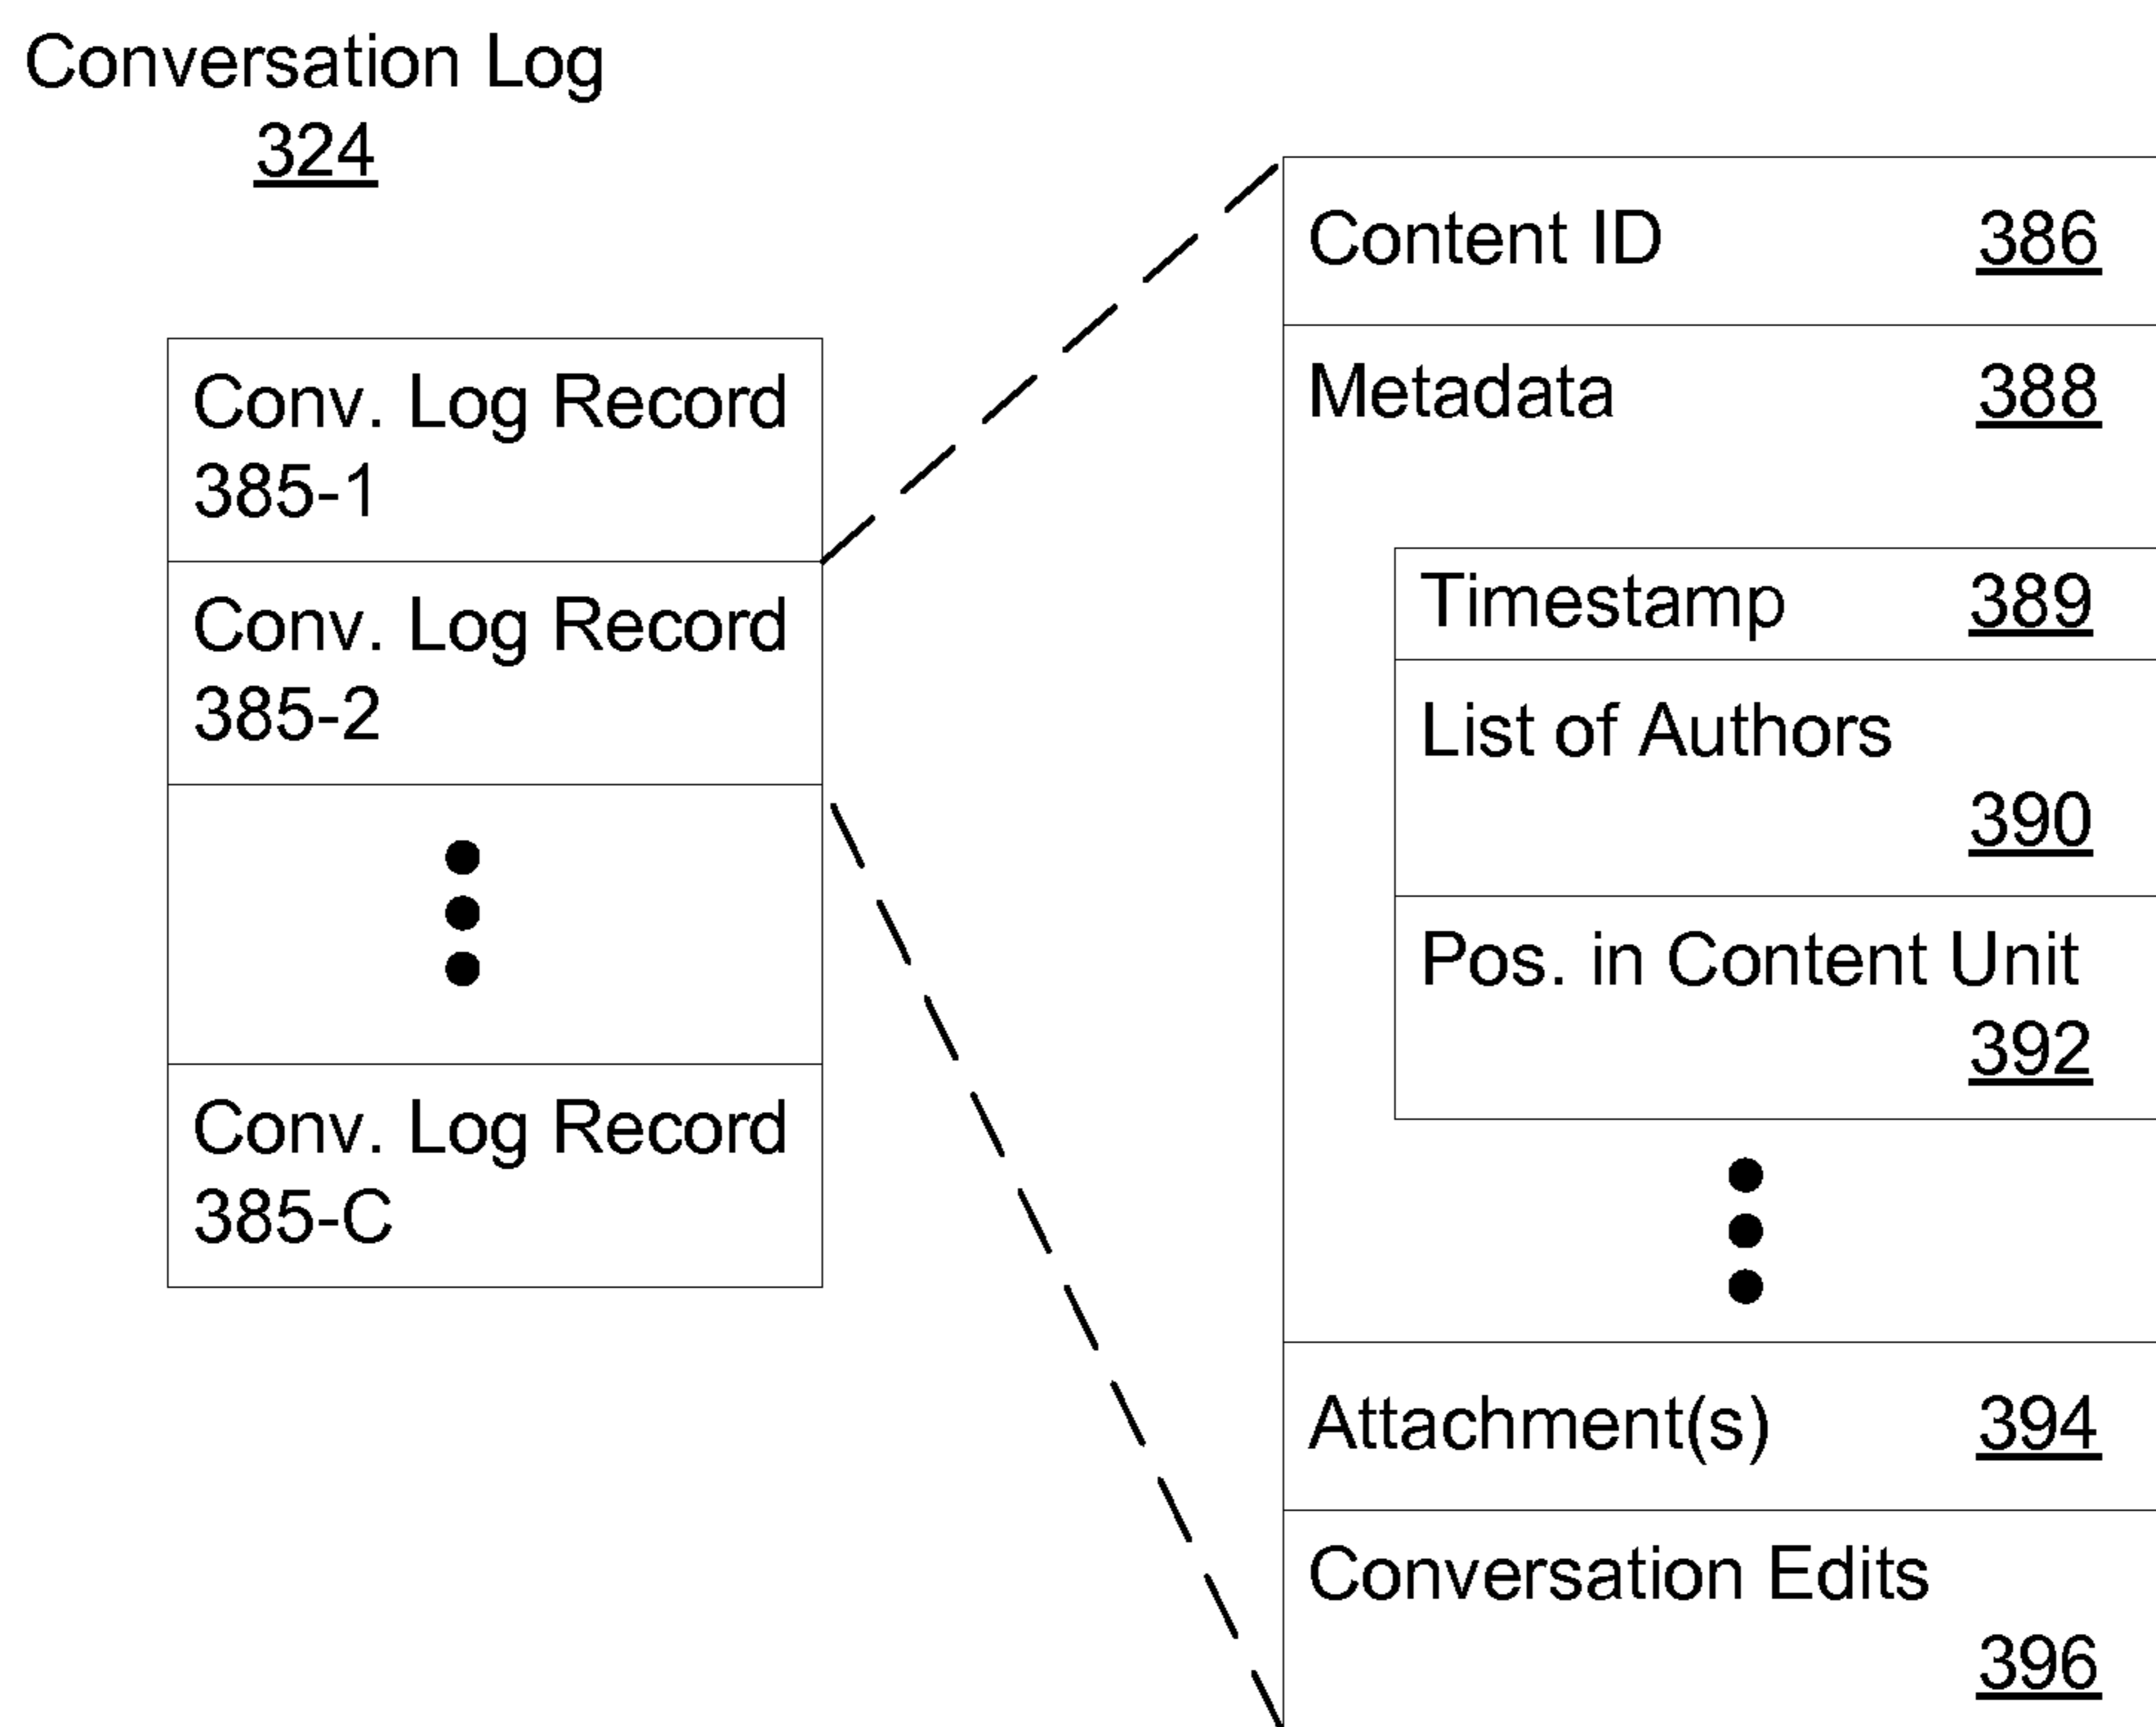 Conversation Log
324
Conv. Log Record
385-1
Conv. Log Record
385-2
Conv. Log Record
385-C
Content ID 386
Metadata 388
Timestamp 389
List of Authors
390
Pos. in Content Unit
392
Attachment(s) 394
Conversation Edits
396